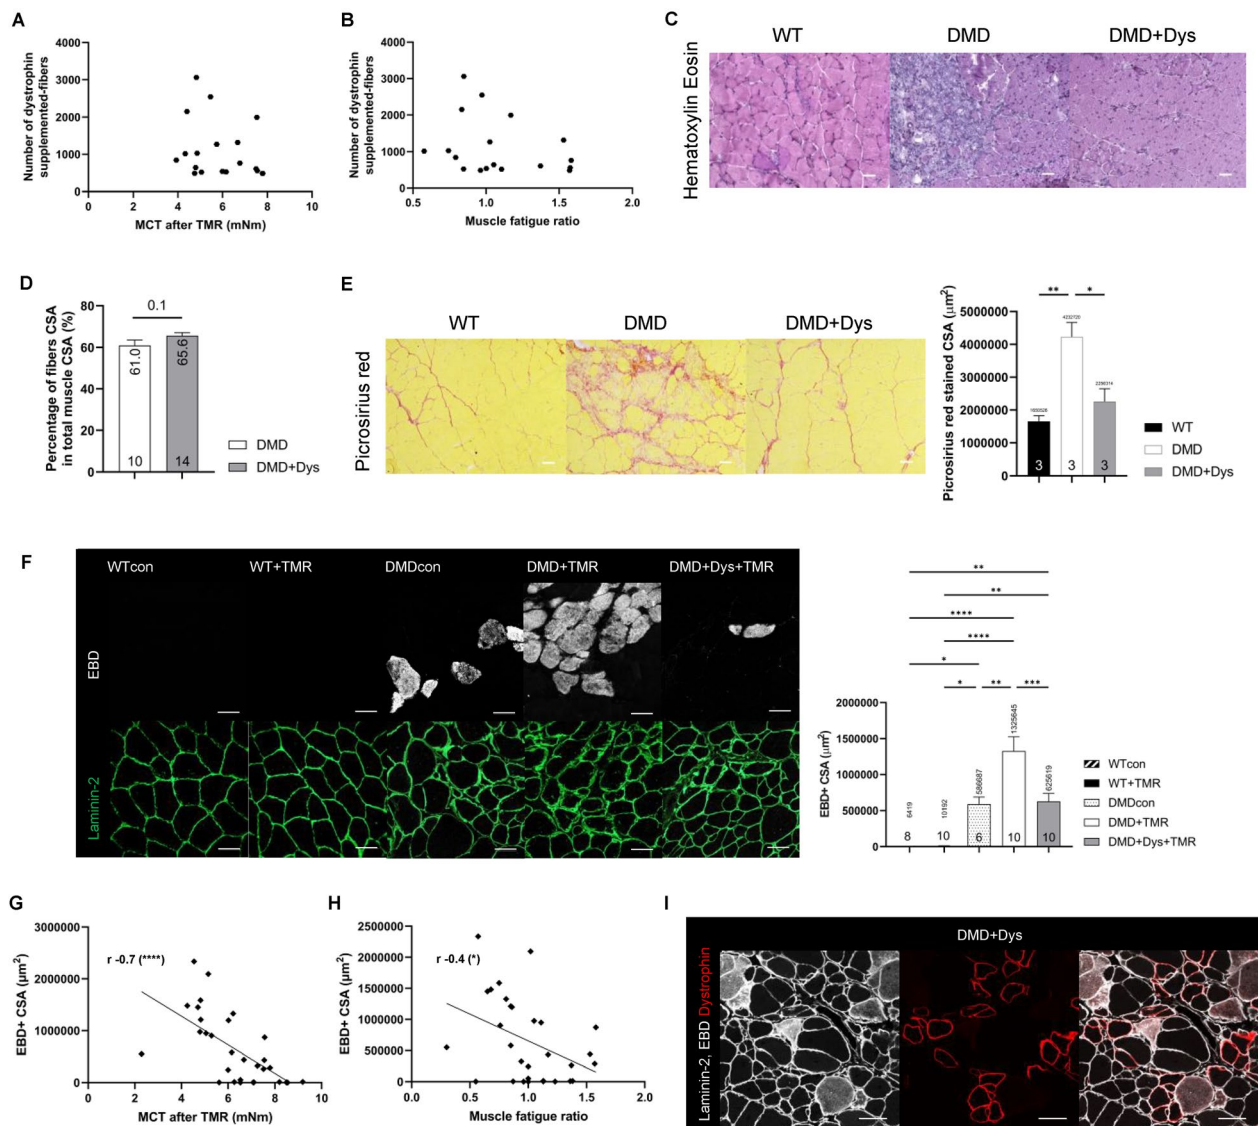 A
4000
3000
2000
1000
0
Number of dystrophin
supplemented-fibers
0 2 4 6 8 10
MCT after TMR (mNm)
B
4000
3000
2000
1000
0
Number of dystrophin
supplemented-fibers
0.5 1.0 1.5 2.0
Muscle fatigue ratio
C
WT DMD DMD+Dys
Hematoxylin Eosin
D
80
60
40
20
0
Percentage of fibers CSA
in total muscle CSA (%)
0.1
61.0 65.6
10 14
DMD
DMD+Dys
E
WT DMD DMD+Dys
Picrosirius red
Picrosirius red stained CSA (μm²)
5000000
4000000
3000000
2000000
1000000
0
** *
3 3 3
WT
DMD
DMD+Dys
F
WTcon WT+TMR DMDcon DMD+TMR DMD+Dys+TMR
EBD
Laminin-2
**
**
****
****
*
* ** ***
EBD+ CSA (μm²)
2000000
1500000
1000000
500000
0
6419 10192 586687 1325645 625619
8 10 6 10 10
WTcon
WT+TMR
DMDcon
DMD+TMR
DMD+Dys+TMR
G
3000000
2000000
1000000
0
EBD+ CSA (μm²)
r -0.7 (****)
0 2 4 6 8 10
MCT after TMR (mNm)
H
2500000
2000000
1500000
1000000
500000
0
EBD+ CSA (μm²)
r -0.4 (*)
0.0 0.5 1.0 1.5 2.0
Muscle fatigue ratio
I
DMD+Dys
Laminin-2, EBD Dystrophin